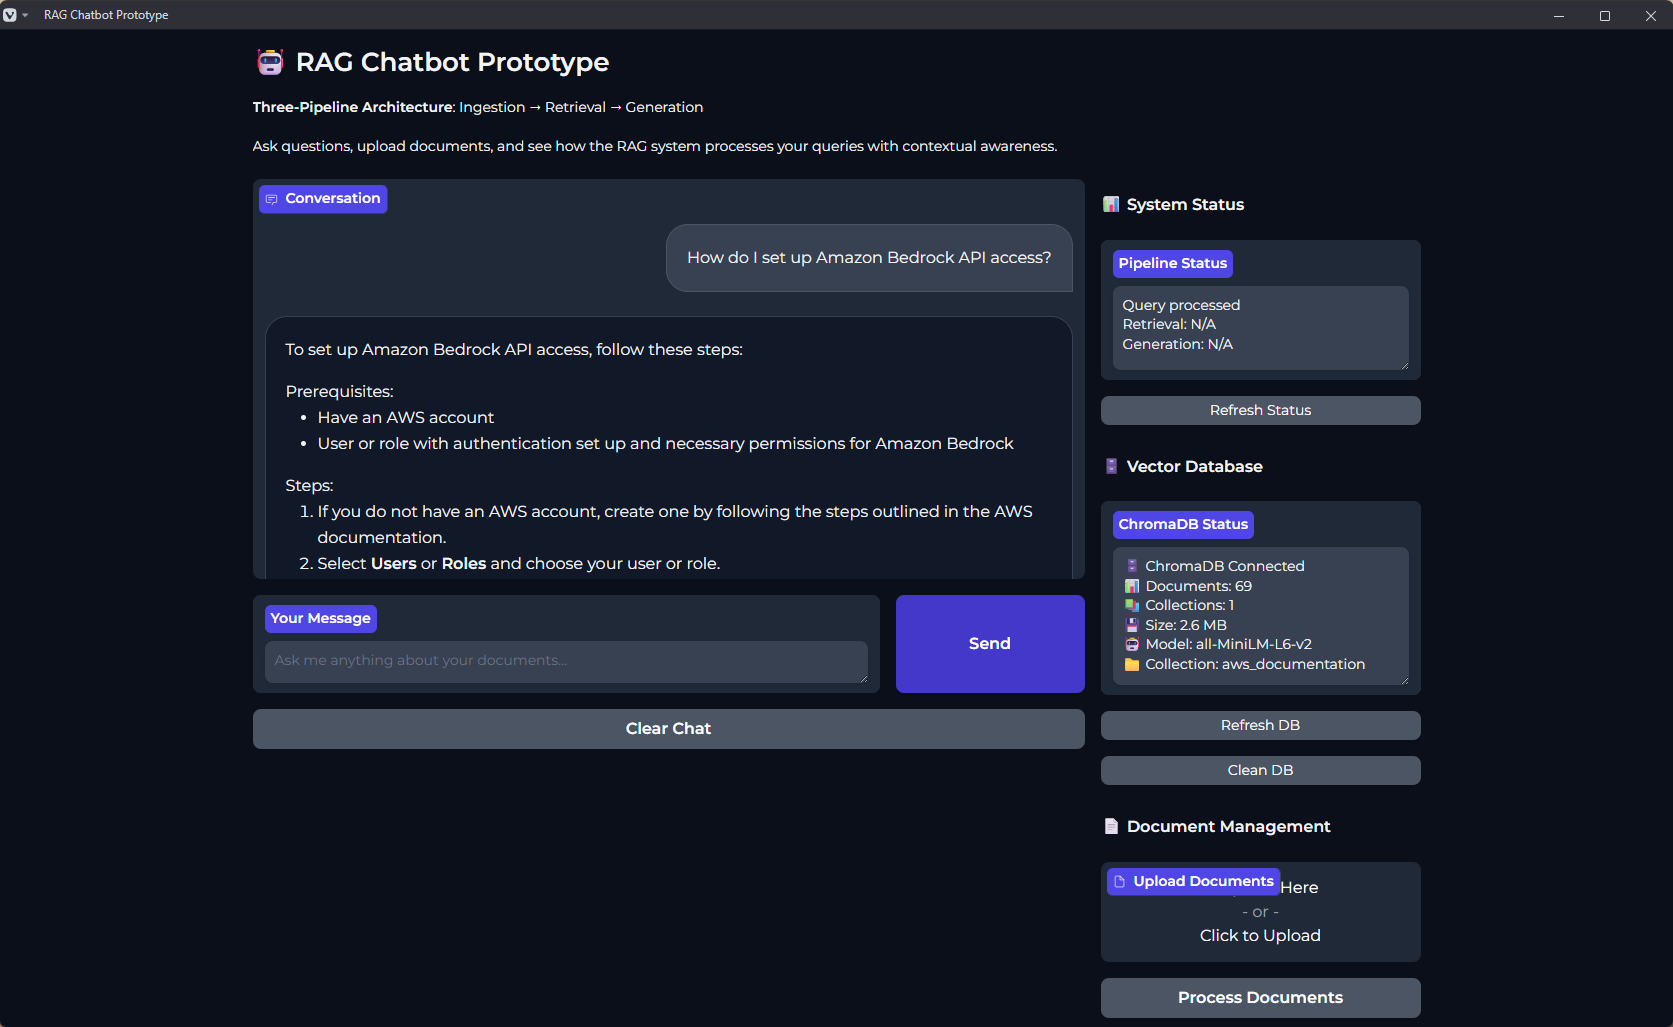 RAG Chatbot Prototype
RAG Chatbot Prototype
Three-Pipeline Architecture: Ingestion → Retrieval → Generation
Ask questions, upload documents, and see how the RAG system processes your queries with contextual awareness.
Conversation
How do I set up Amazon Bedrock API access?
To set up Amazon Bedrock API access, follow these steps:
Prerequisites:
• Have an AWS account
• User or role with authentication set up and necessary permissions for Amazon Bedrock
Steps:
1. If you do not have an AWS account, create one by following the steps outlined in the AWS
documentation.
2. Select Users or Roles and choose your user or role.
Your Message
Ask me anything about your documents...
Send
Clear Chat
System Status
Pipeline Status
Query processed
Retrieval: N/A
Generation: N/A
Refresh Status
Vector Database
ChromaDB Status
ChromaDB Connected
Documents: 69
Collections: 1
Size: 2.6 MB
Model: all-MiniLM-L6-v2
Collection: aws_documentation
Refresh DB
Clean DB
Document Management
Upload Documents
Here
- or -
Click to Upload
Process Documents